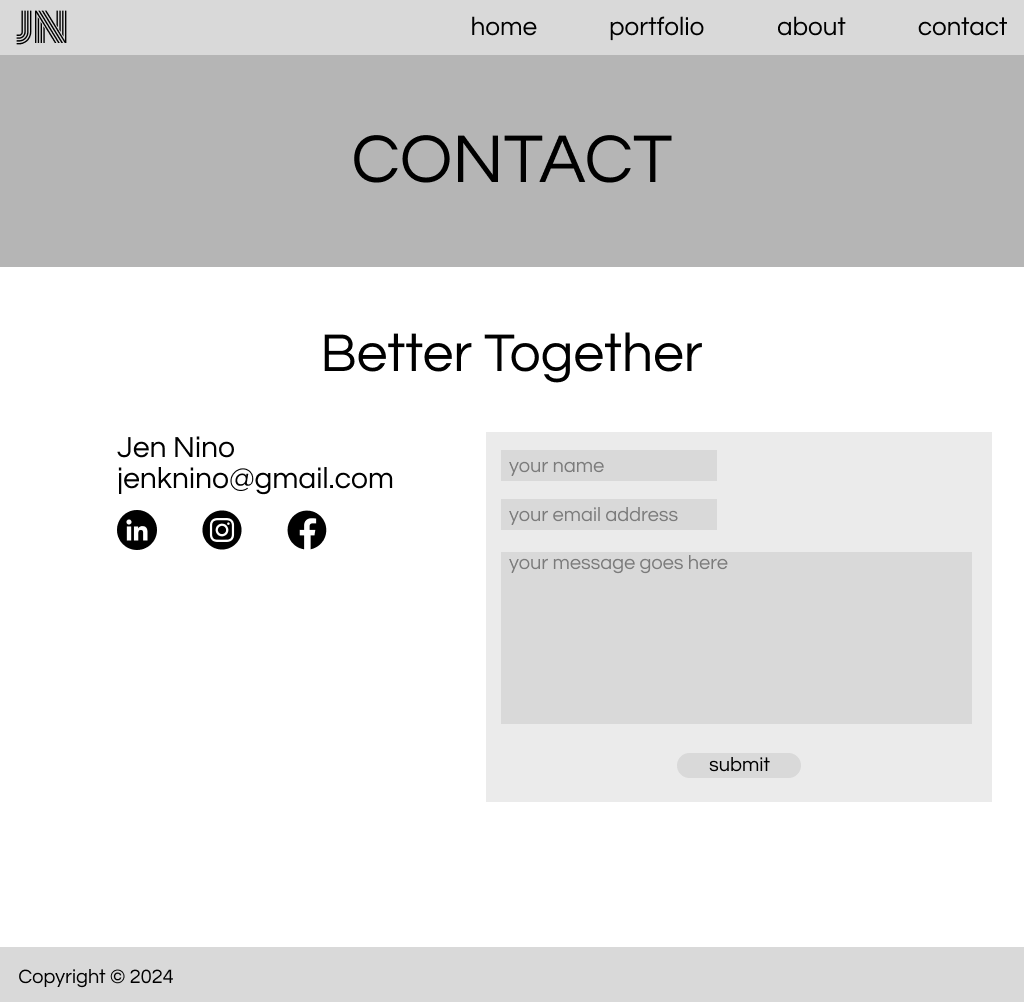 JN
home portfolio about contact
CONTACT
Better Together
Jen Nino
jenknino@gmail.com
in
your name
your email address
your message goes here
submit
Copyright © 2024